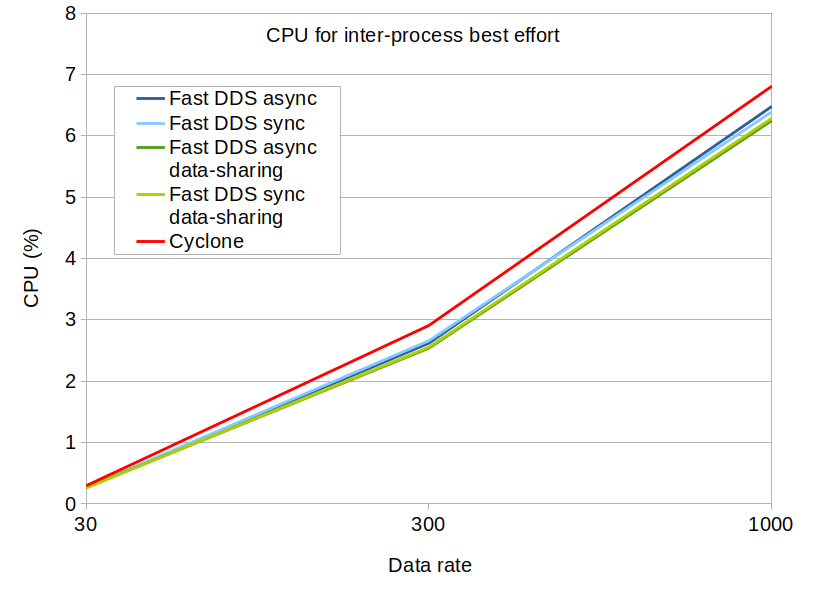 CPU for inter-process best effort
8
7
6
5
4
3
2
1
0
CPU (%)
Fast DDS async
Fast DDS sync
Fast DDS async
data-sharing
Fast DDS sync
data-sharing
Cyclone
30
300
1000
Data rate